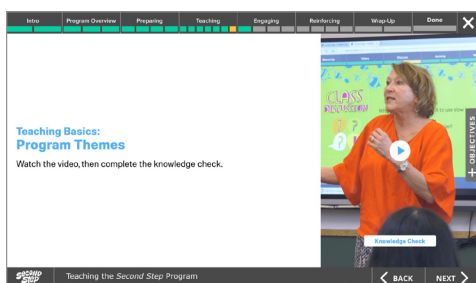 Intro Program Overview Preparing Teaching Engaging Reinforcing Wrap-Up Done X
CLASS
DISCUSSION
Teaching Basics:
Program Themes
Watch the video, then complete the knowledge check.
+ OBJECTIVES
Knowledge Check
SECOND
STEP
Teaching the Second Step Program
BACK
NEXT